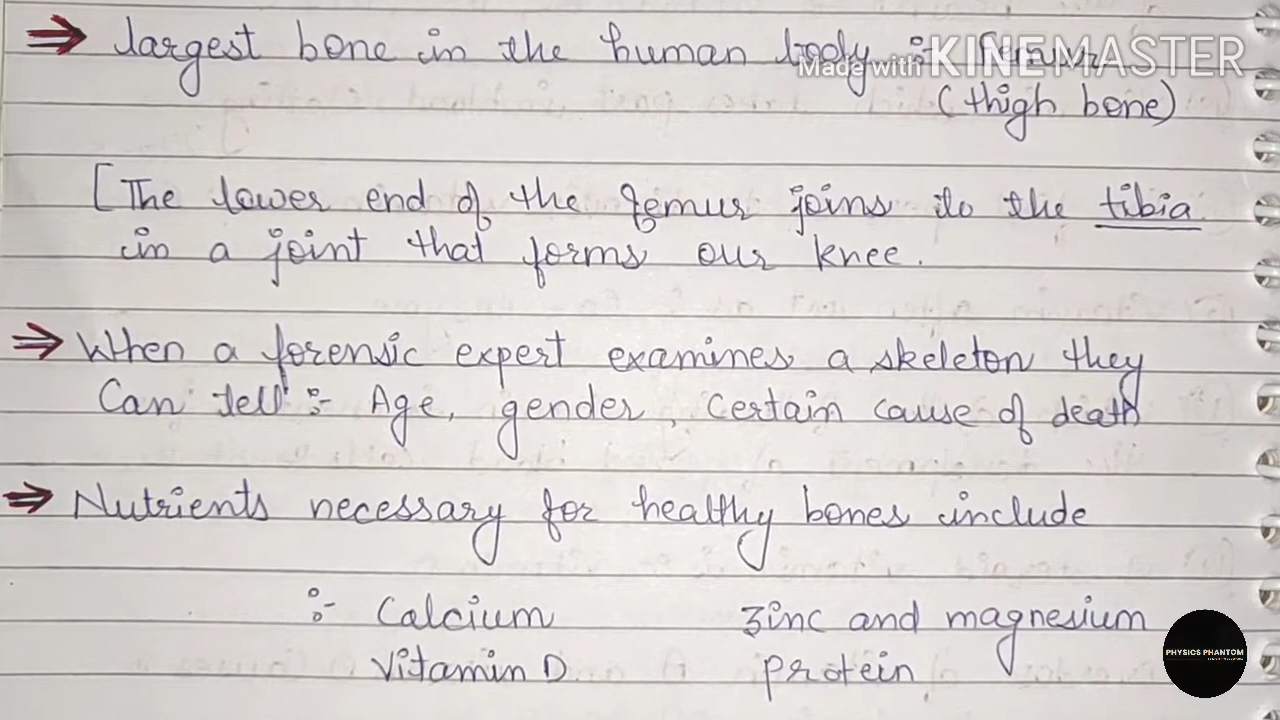 ⇒ largest bone in the human body :- femur
Made with KINEMASTER
(thigh bone)
[The lower end of the femur joins to the tibia
in a joint that forms our knee.
⇒ When a forensic expert examines a skeleton they
Can tell :- Age, gender, certain cause of death
⇒ Nutrients necessary for healthy bones include
:- Calcium Zinc and magnesium
Vitamin D protein
PHYSICS PHANTOM